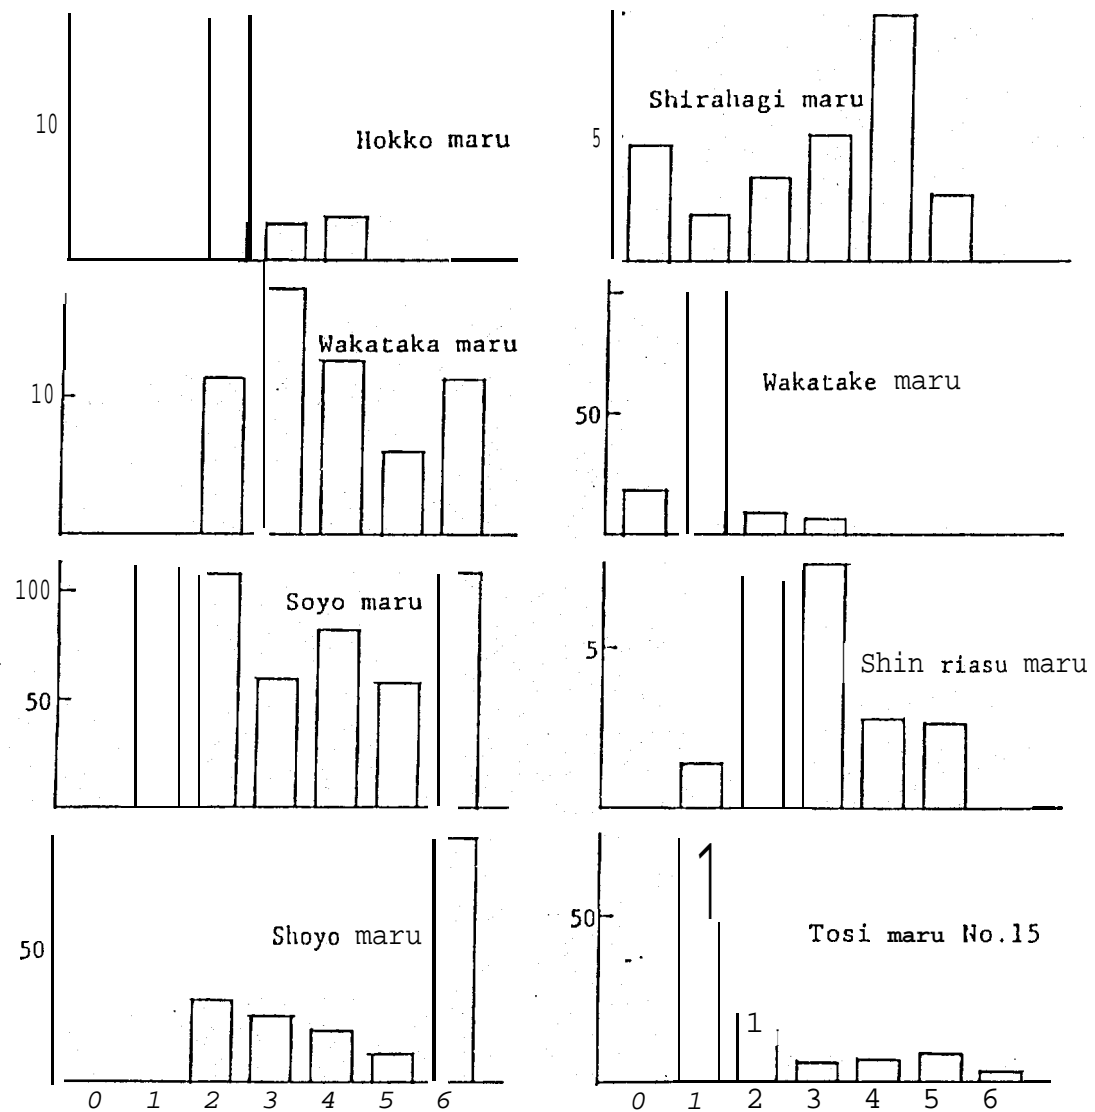 10
Hokko maru
Shirahagi maru
5
10
Wakataka maru
50
Wakatake maru
100
50
Soyo maru
5
Shin riasu maru
50
Shoyo maru
50
1
1
Tosi maru No.15
0 1 2 3 4 5 6
0 1 2 3 4 5 6